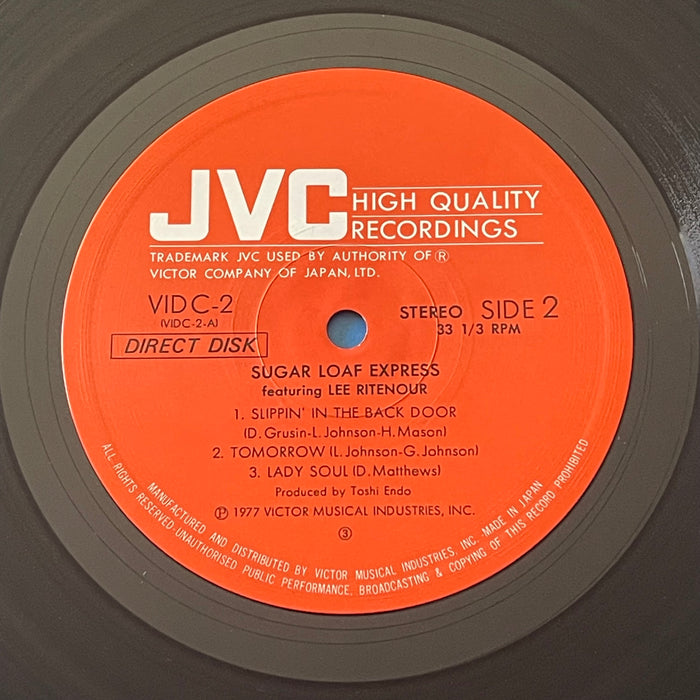 JVC HIGH QUALITY
RECORDINGS
TRADEMARK JVC USED BY AUTHORITY OF ®
VICTOR COMPANY OF JAPAN, LTD.
VIDC-2
(VIDC-2-A)
STEREO SIDE 2
33 1/3 RPM
DIRECT DISK
SUGAR LOAF EXPRESS
featuring LEE RITENOUR
1. SLIPPIN' IN THE BACK DOOR
(D. Grusin-L. Johnson-H. Mason)
2. TOMORROW (L. Johnson-G. Johnson)
3. LADY SOUL (D. Matthews)
Produced by Toshi Endo
℗ 1977 VICTOR MUSICAL INDUSTRIES, INC.
③
MANUFACTURED AND DISTRIBUTED BY VICTOR MUSICAL INDUSTRIES, INC. MADE IN JAPAN
ALL RIGHTS RESERVED UNAUTHORISED PUBLIC PERFORMANCE, BROADCASTING & COPYING OF THIS RECORD PROHIBITED